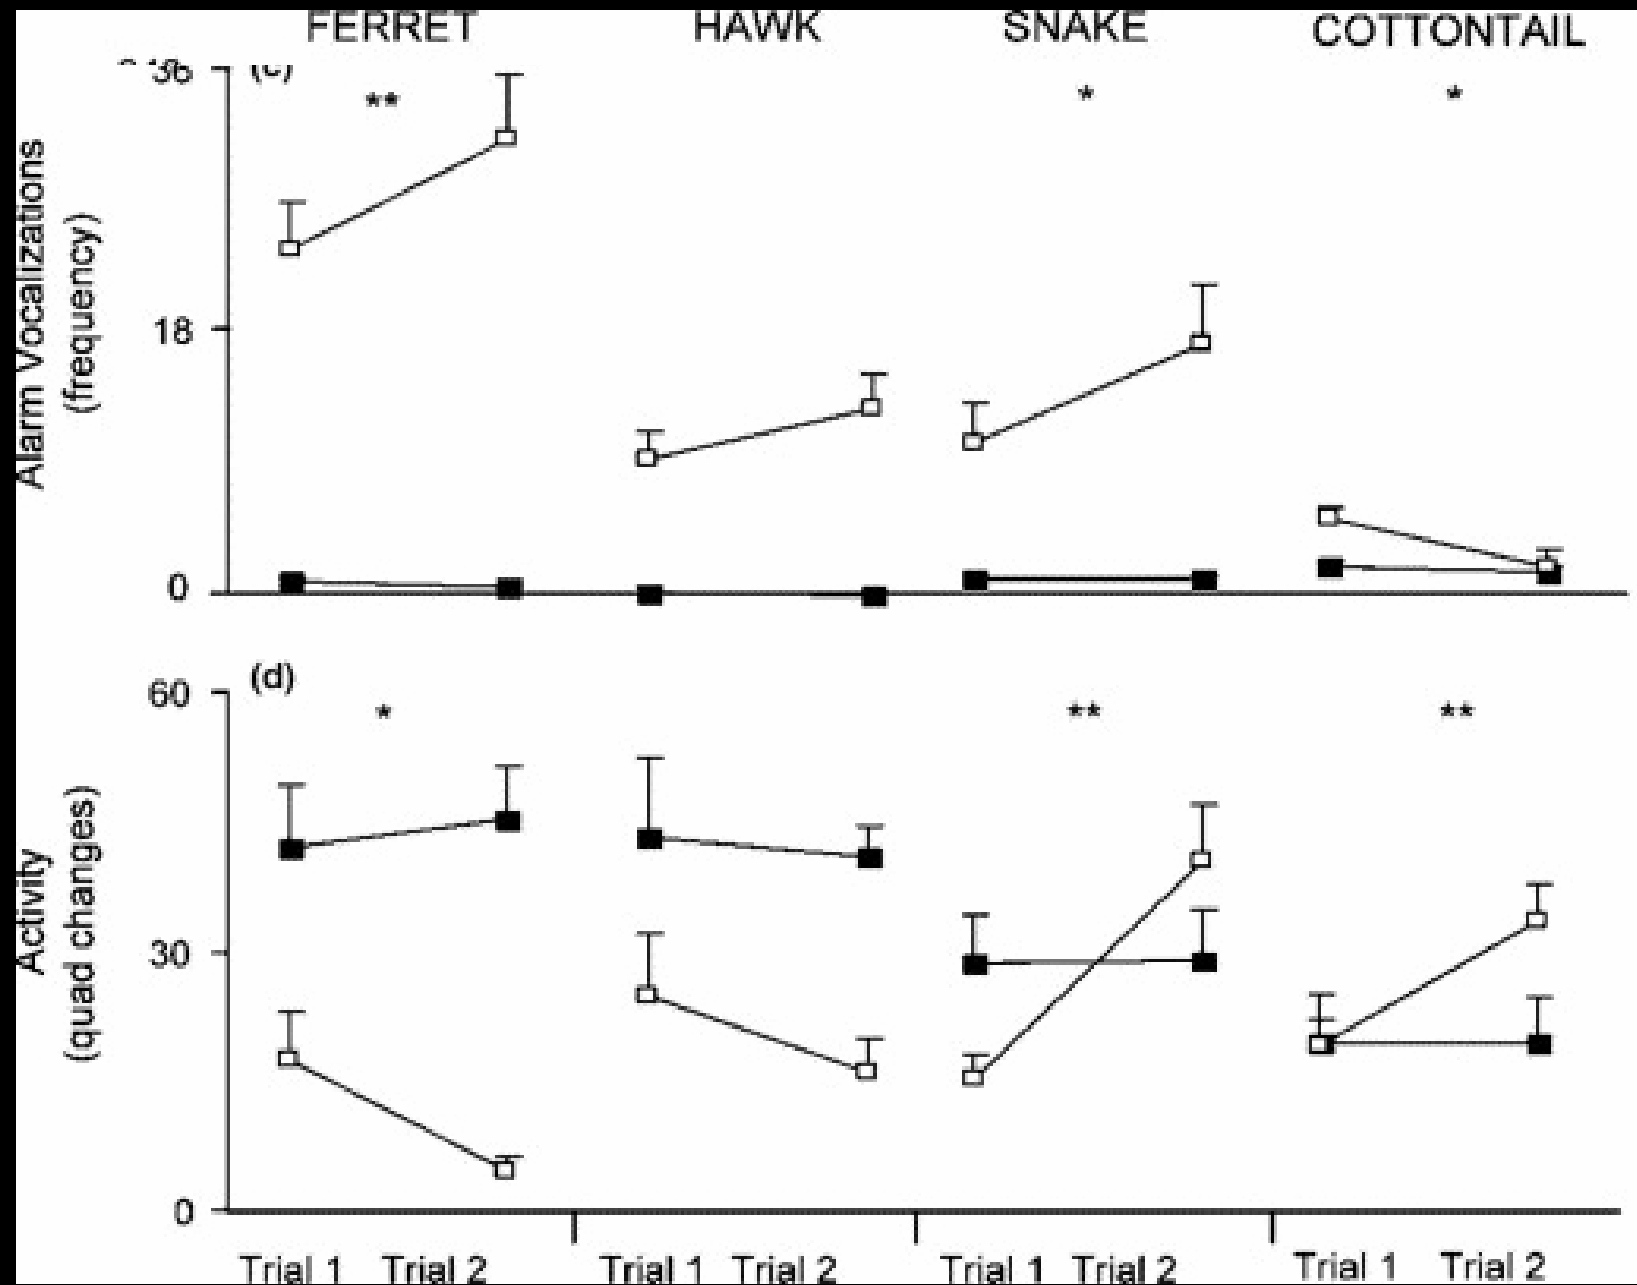 FERRET HAWK SNAKE COTTONTAIL
36
** * *
Alarm Vocalizations
(frequency)
18
0
(d)
60
* ** **
Activity
(quad changes)
30
0
Trial 1 Trial 2 Trial 1 Trial 2 Trial 1 Trial 2 Trial 1 Trial 2